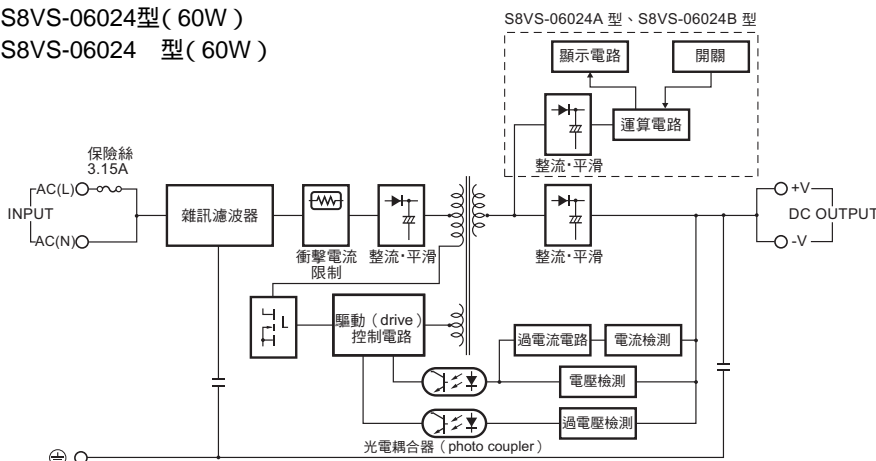 S8VS-06024型(60W)
S8VS-06024 型(60W)
S8VS-06024A 型、S8VS-06024B 型
顯示電路
開關
運算電路
整流·平滑
保險絲
3.15A
AC(L)
INPUT
AC(N)
雜訊濾波器
衝擊電流
限制
整流·平滑
整流·平滑
+V
DC OUTPUT
-V
驅動(drive)
控制電路
過電流電路
電流檢測
電壓檢測
過電壓檢測
光電耦合器(photo coupler)